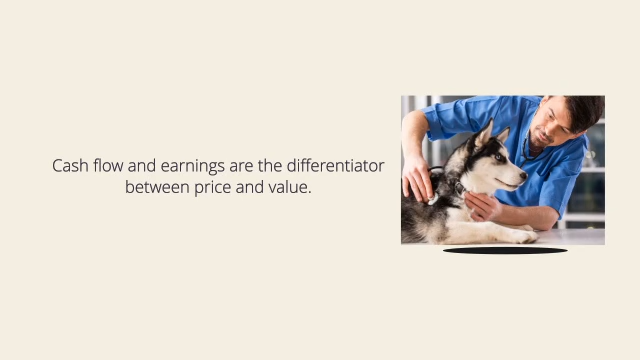 Cash flow and earnings are the differentiator
between price and value.